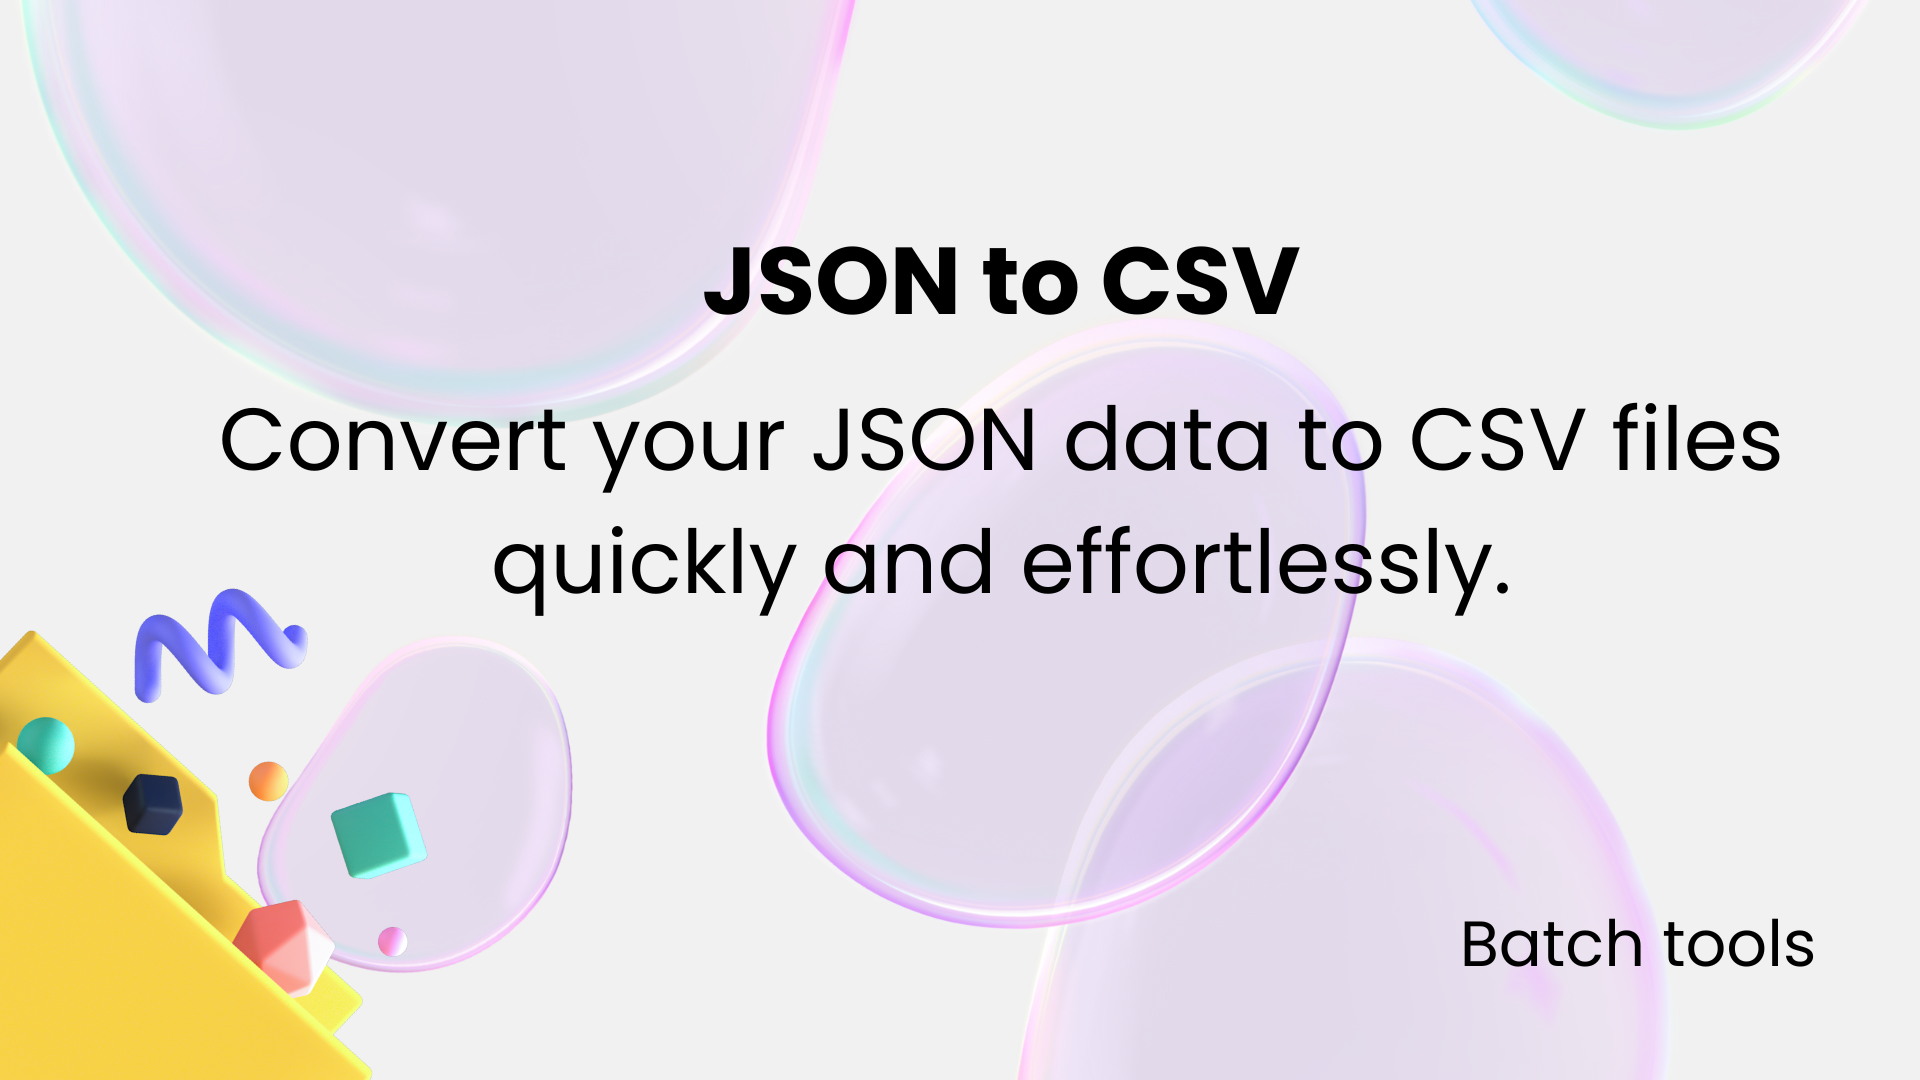 JSON to CSV
Convert your JSON data to CSV files
quickly and effortlessly.
Batch tools